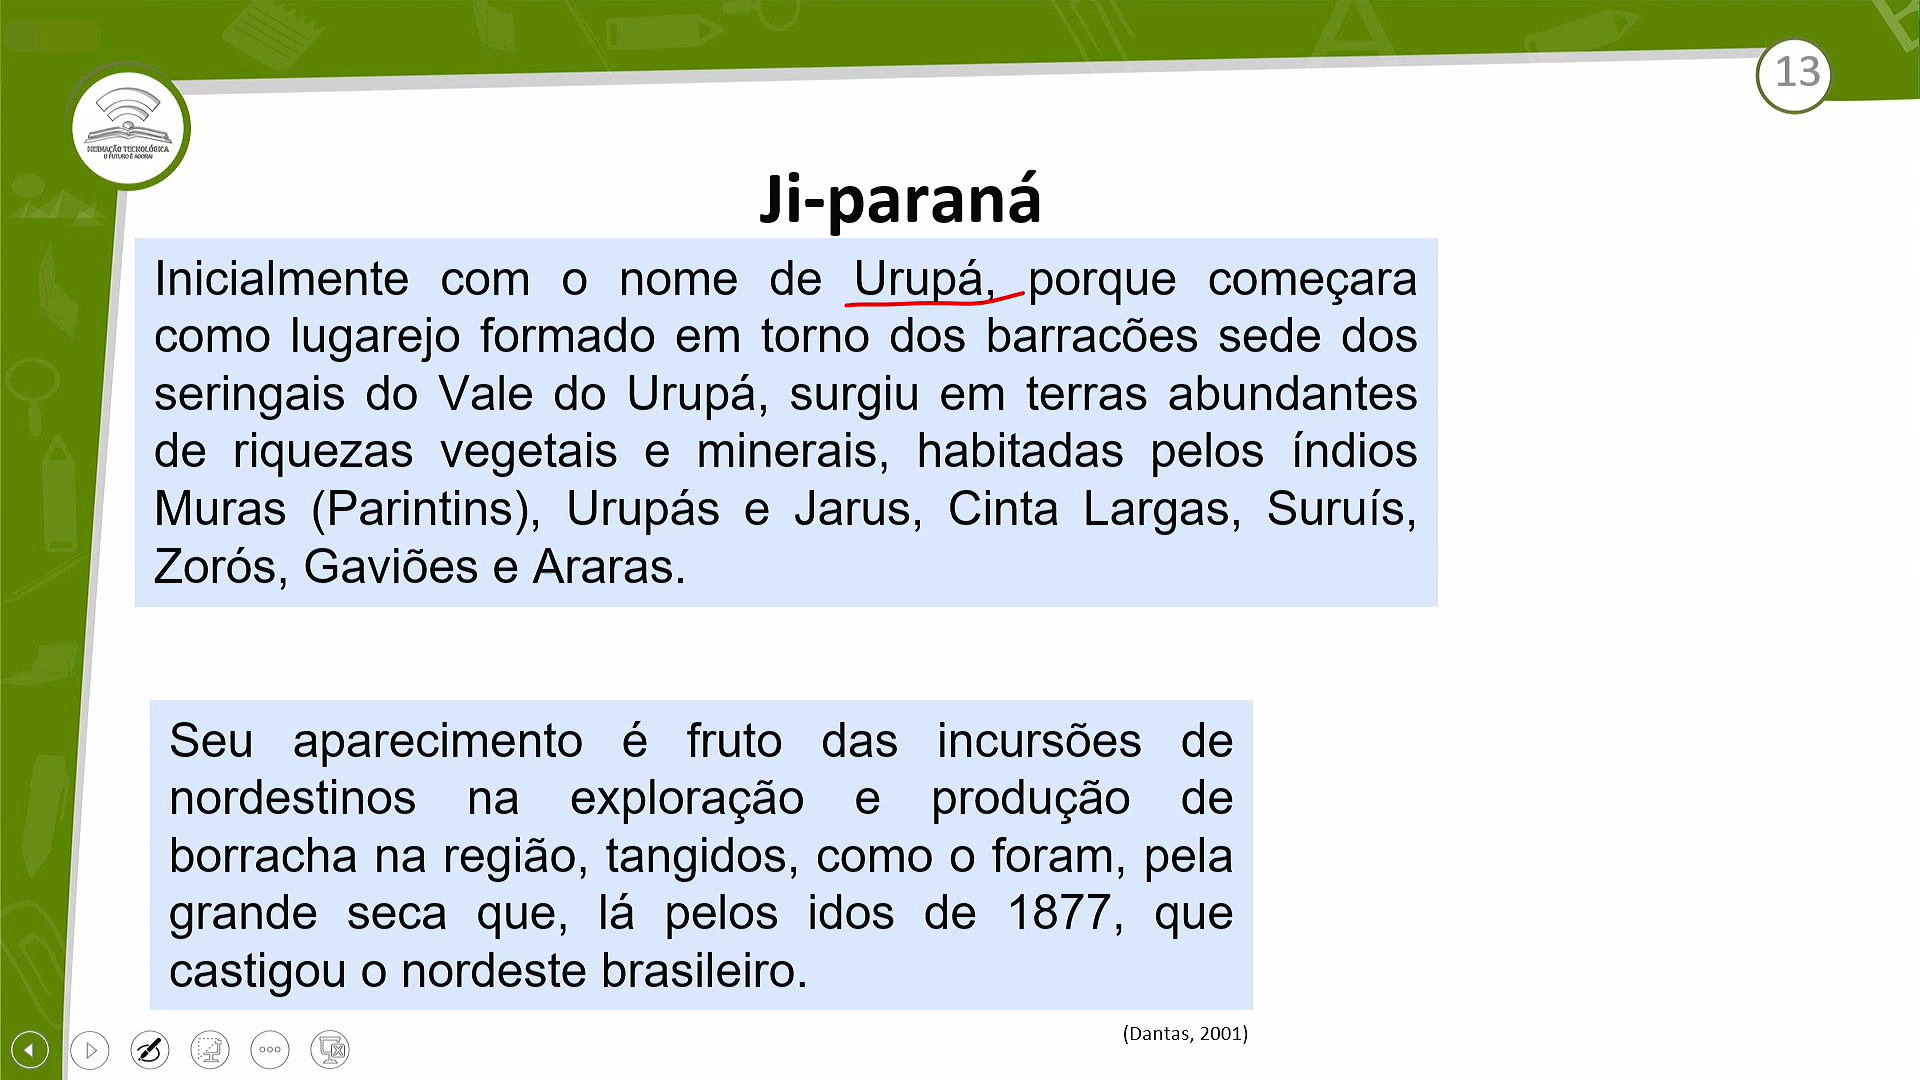 13
MEDIAÇÃO TECNOLÓGICA
O FUTURO É AGORA!
Ji-paraná
Inicialmente com o nome de Urupá, porque começara
como lugarejo formado em torno dos barracões sede dos
seringais do Vale do Urupá, surgiu em terras abundantes
de riquezas vegetais e minerais, habitadas pelos índios
Muras (Parintins), Urupás e Jarus, Cinta Largas, Suruís,
Zorós, Gaviões e Araras.
Seu aparecimento é fruto das incursões de
nordestinos na exploração e produção de
borracha na região, tangidos, como o foram, pela
grande seca que, lá pelos idos de 1877, que
castigou o nordeste brasileiro.
(Dantas, 2001)